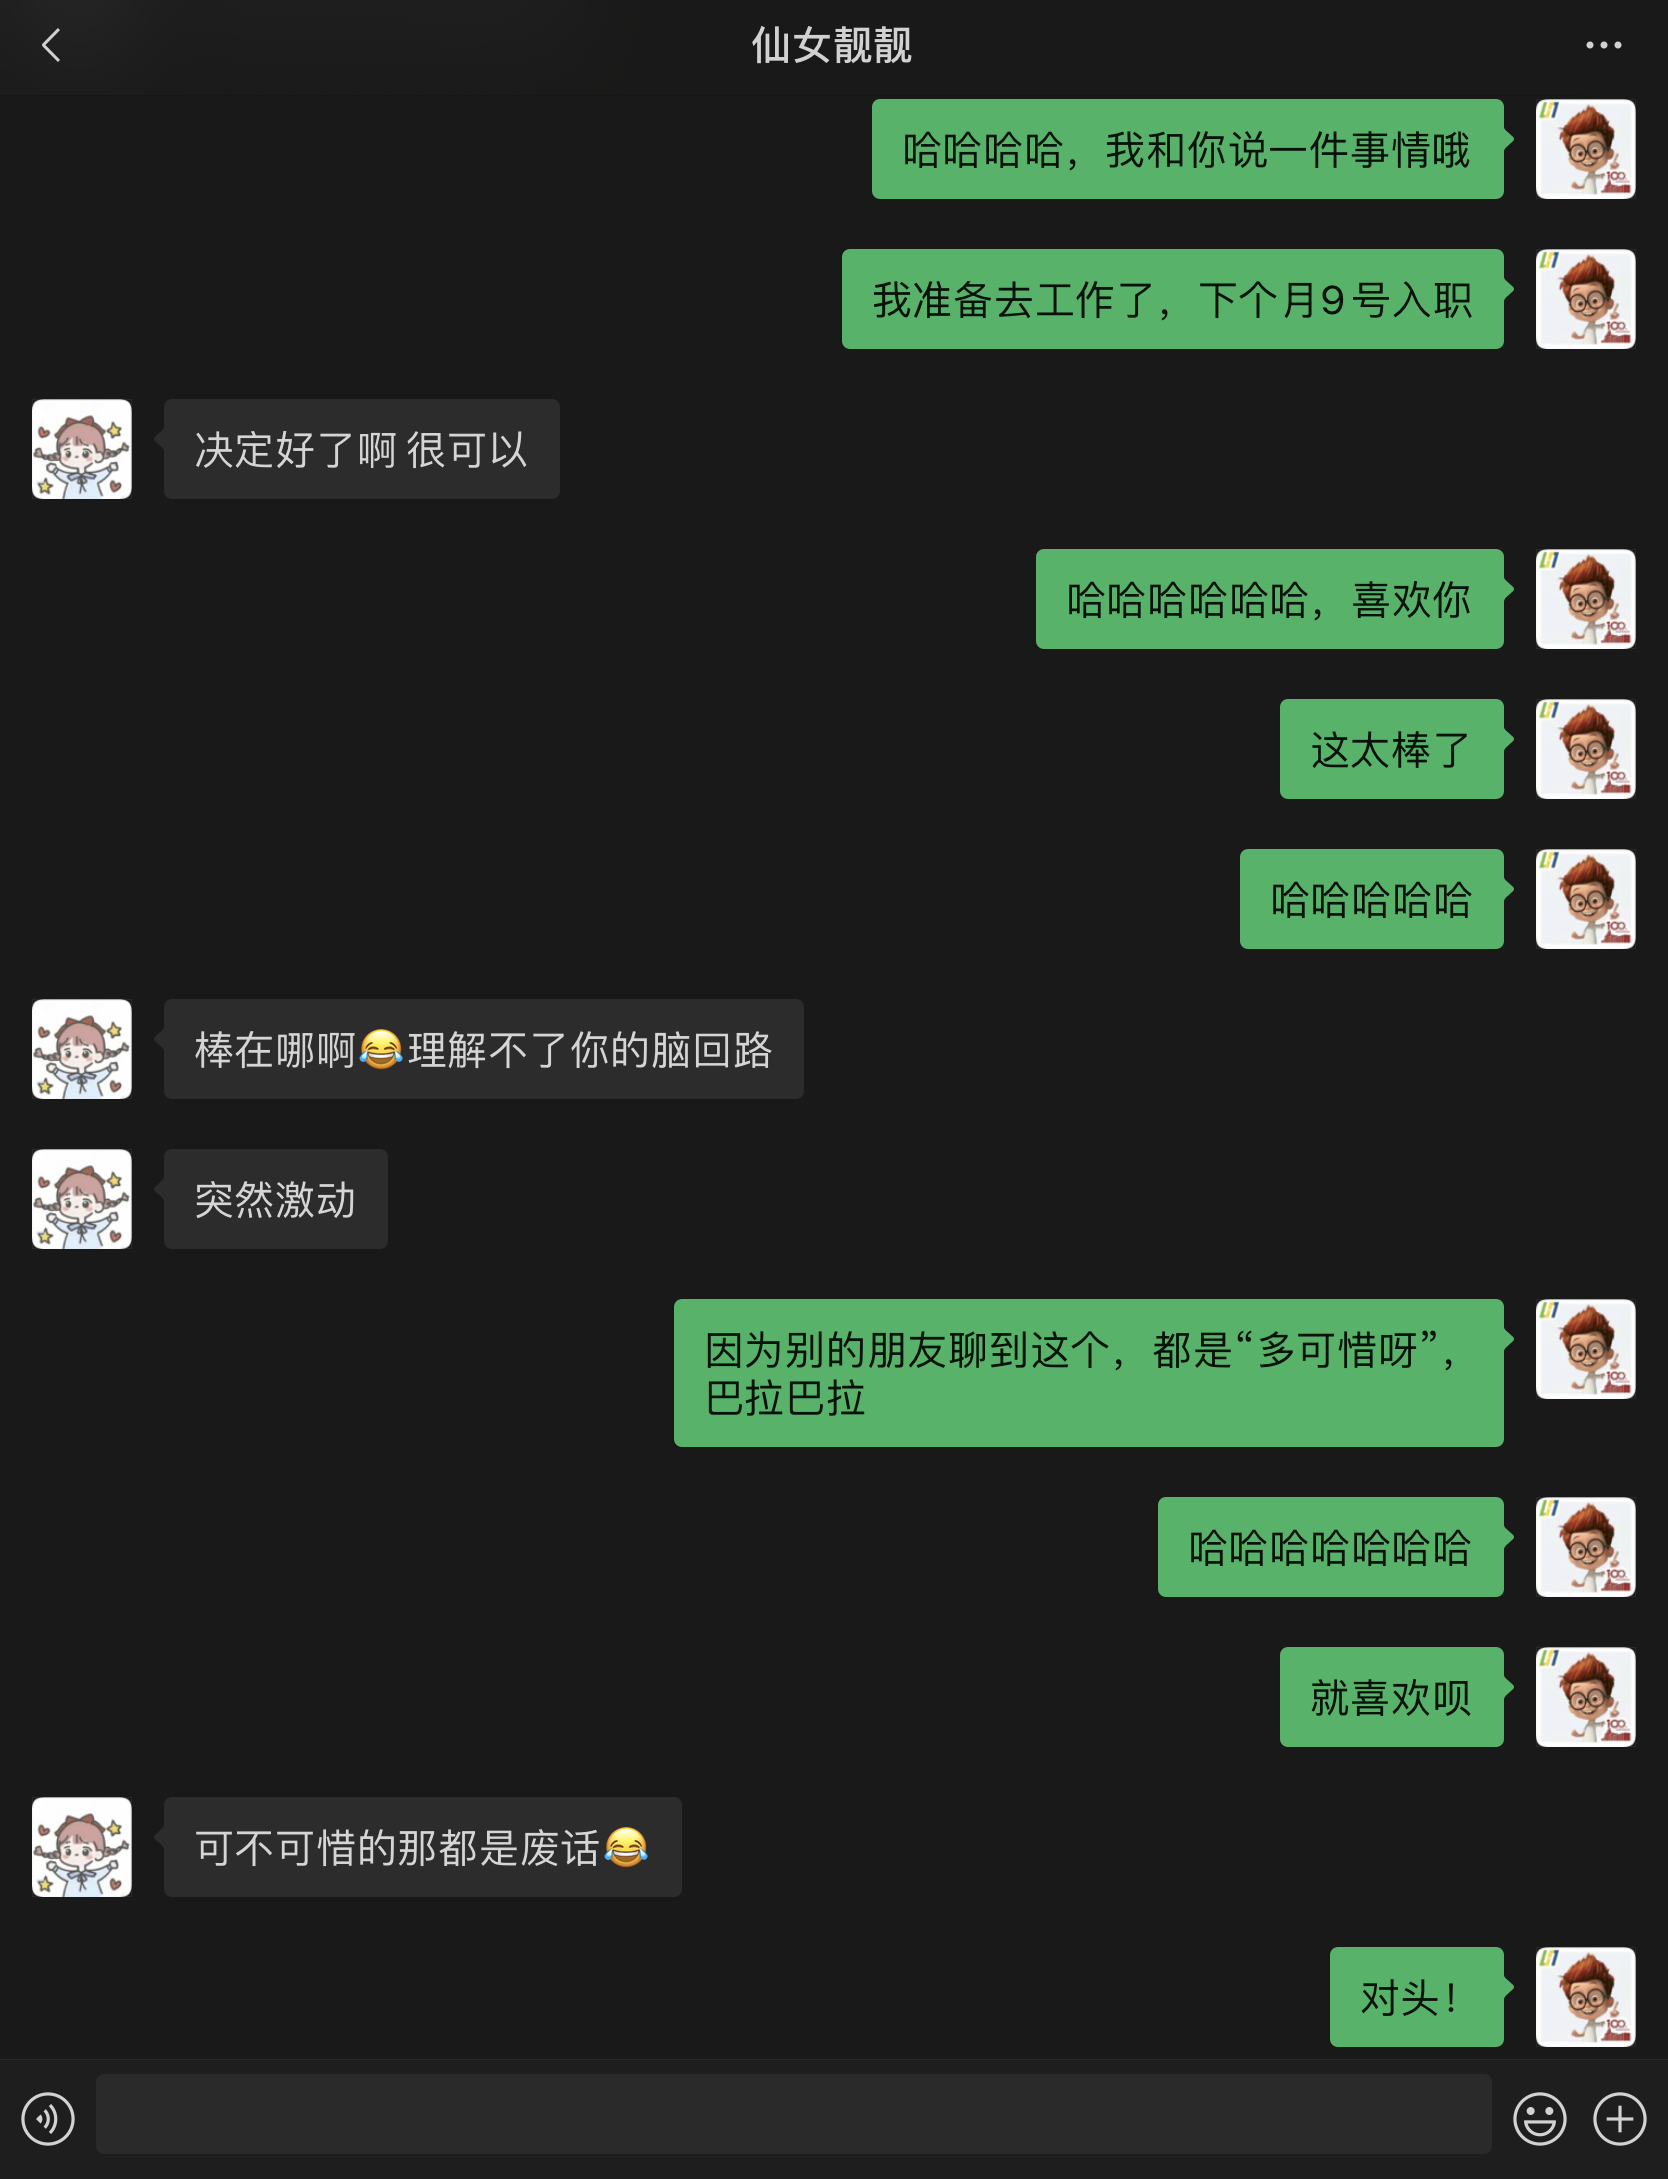 仙女靓靓
哈哈哈哈，我和你说一件事情哦
我准备去工作了，下个月9号入职
决定好了啊 很可以
哈哈哈哈哈哈，喜欢你
这太棒了
哈哈哈哈哈
棒在哪啊😂理解不了你的脑回路
突然激动
因为别的朋友聊到这个，都是“多可惜呀”，
巴拉巴拉
哈哈哈哈哈哈哈
就喜欢呗
可不可惜的那都是废话😂
对头！